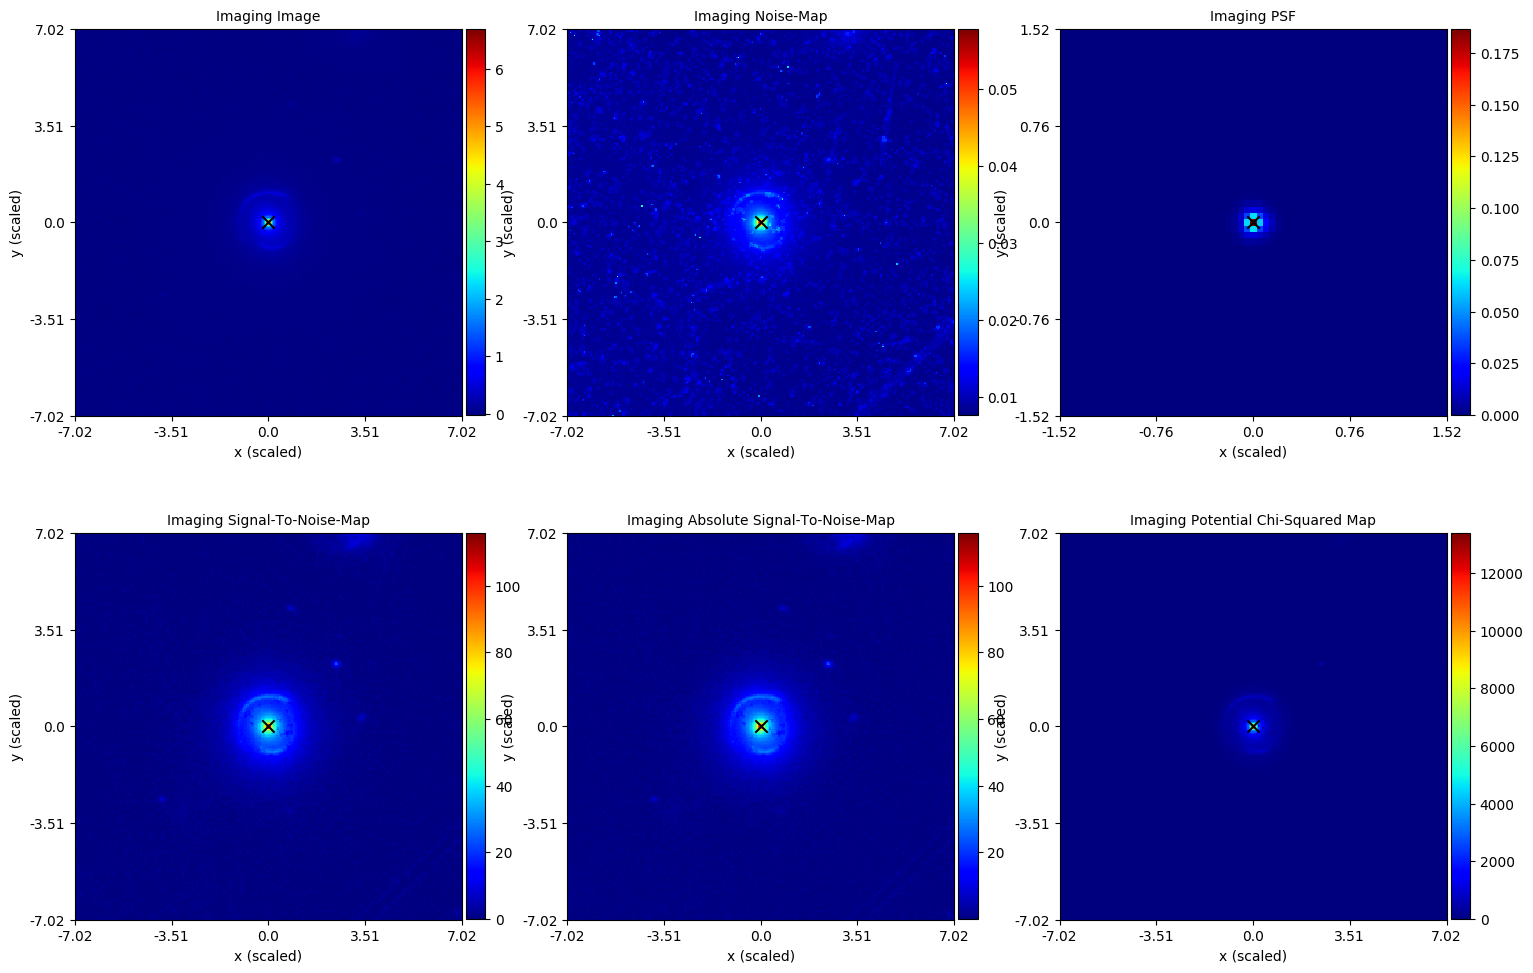 Imaging Image
7.02
3.51
0.0
-3.51
-7.02
-7.02 -3.51 0.0 3.51 7.02
x (scaled)
y (scaled)
6
5
4
3
2
1
0
Imaging Noise-Map
7.02
3.51
0.0
-3.51
-7.02
-7.02 -3.51 0.0 3.51 7.02
x (scaled)
y (scaled)
0.05
0.04
0.03
0.02
0.01
Imaging PSF
1.52
0.76
0.0
-0.76
-1.52
-1.52 -0.76 0.0 0.76 1.52
x (scaled)
y (scaled)
0.175
0.150
0.125
0.100
0.075
0.050
0.025
0.000
Imaging Signal-To-Noise-Map
7.02
3.51
0.0
-3.51
-7.02
-7.02 -3.51 0.0 3.51 7.02
x (scaled)
y (scaled)
100
80
60
40
20
0
Imaging Absolute Signal-To-Noise-Map
7.02
3.51
0.0
-3.51
-7.02
-7.02 -3.51 0.0 3.51 7.02
x (scaled)
y (scaled)
100
80
60
40
20
Imaging Potential Chi-Squared Map
7.02
3.51
0.0
-3.51
-7.02
-7.02 -3.51 0.0 3.51 7.02
x (scaled)
y (scaled)
12000
10000
8000
6000
4000
2000
0